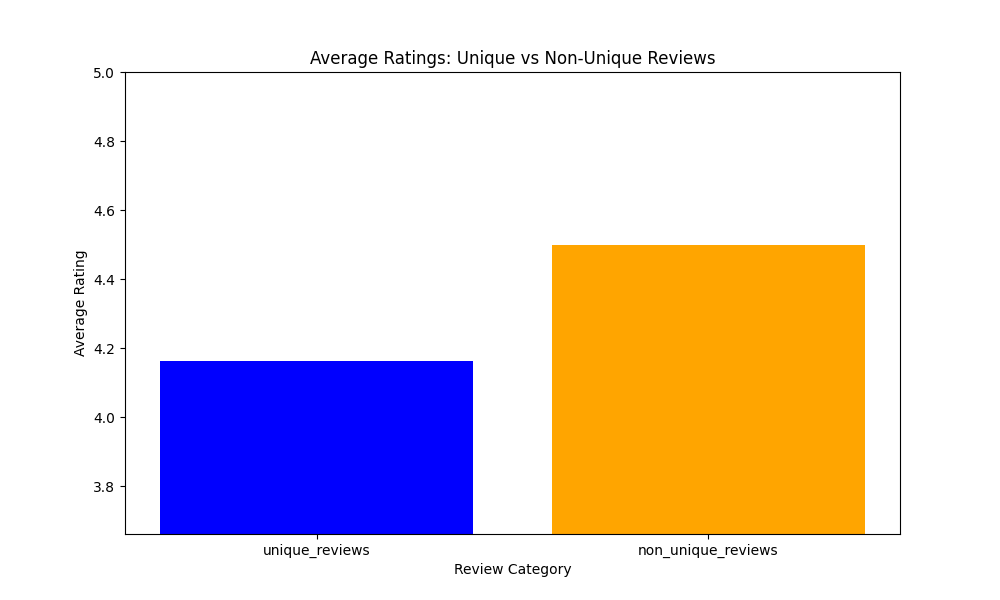 Average Ratings: Unique vs Non-Unique Reviews
5.0
4.8
4.6
4.4
4.2
4.0
3.8
Average Rating
unique_reviews
non_unique_reviews
Review Category